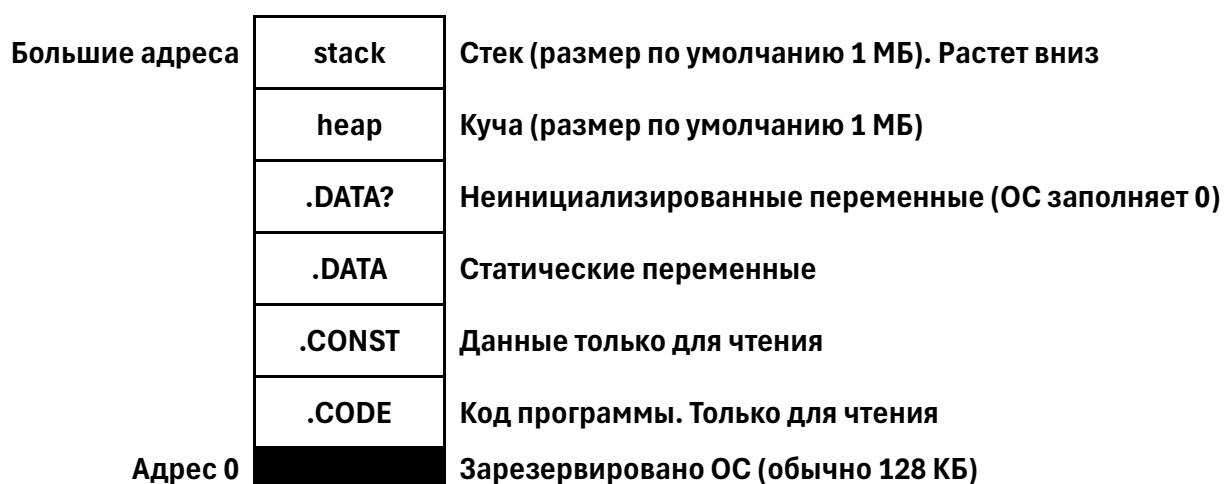 Большие адреса stack Стек (размер по умолчанию 1 МБ). Растет вниз
heap Куча (размер по умолчанию 1 МБ)
.DATA? Неинициализированные переменные (ОС заполняет 0)
.DATA Статические переменные
.CONST Данные только для чтения
.CODE Код программы. Только для чтения
Адрес 0 Зарезервировано ОС (обычно 128 КБ)